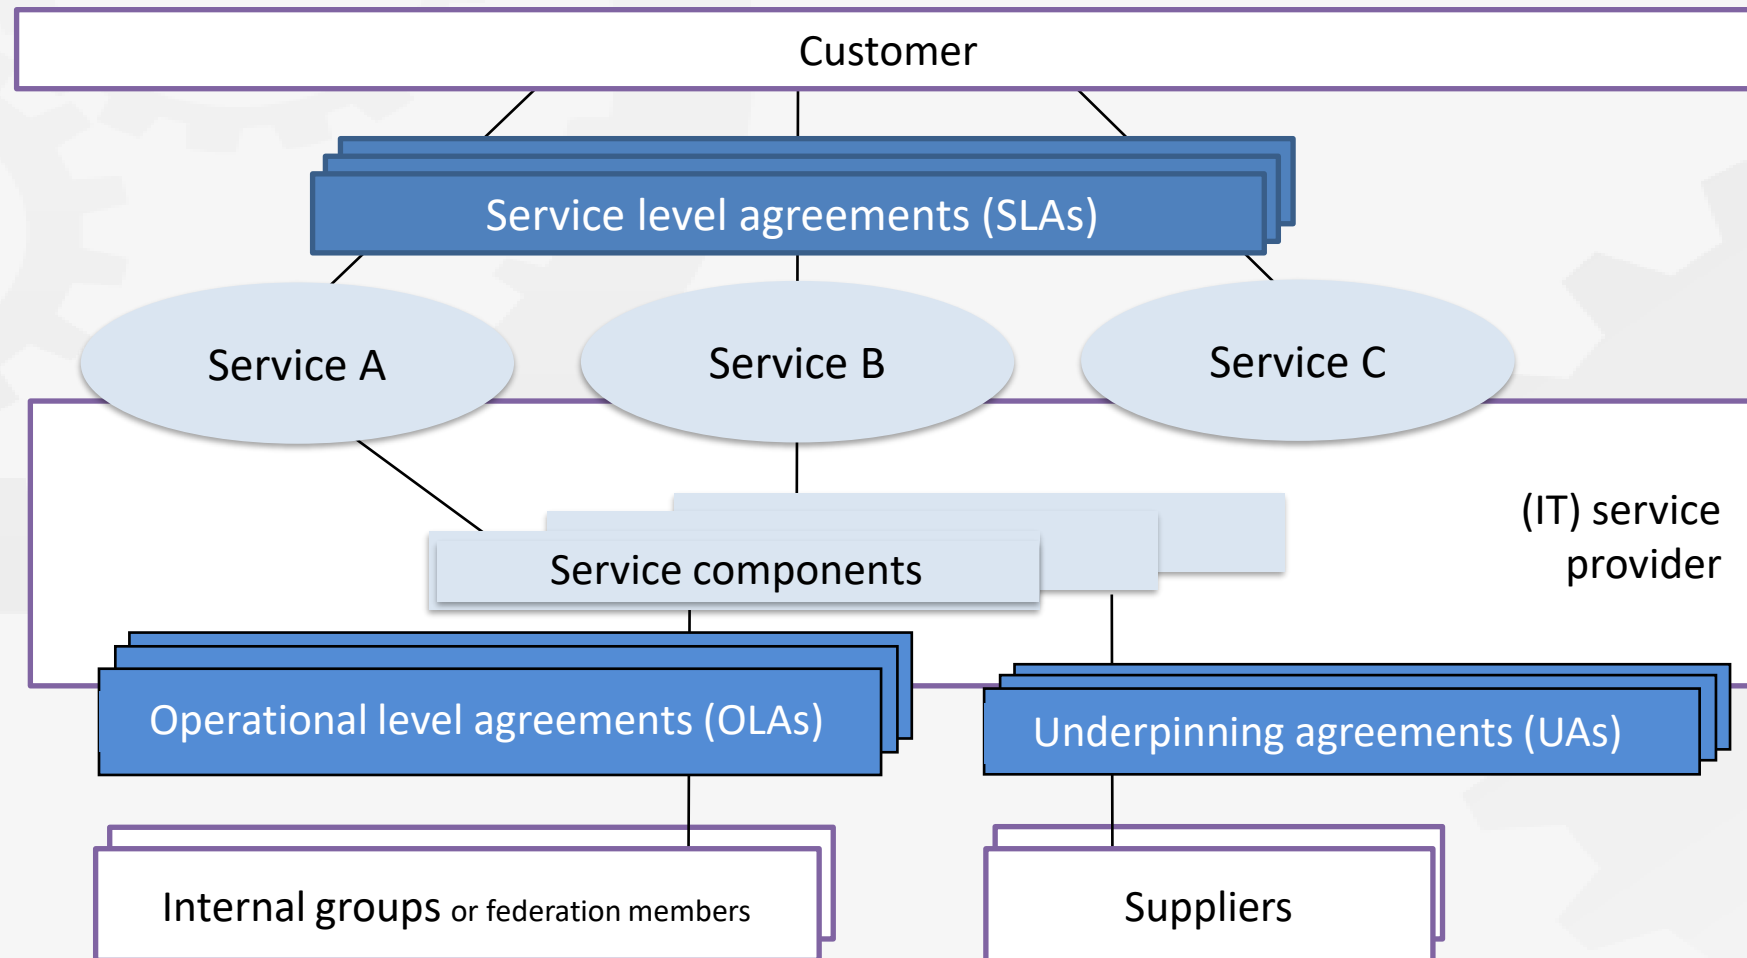 Customer
Service level agreements (SLAs)
Service A
Service B
Service C
(IT) service
provider
Service components
Operational level agreements (OLAs)
Underpinning agreements (UAs)
Internal groups or federation members
Suppliers